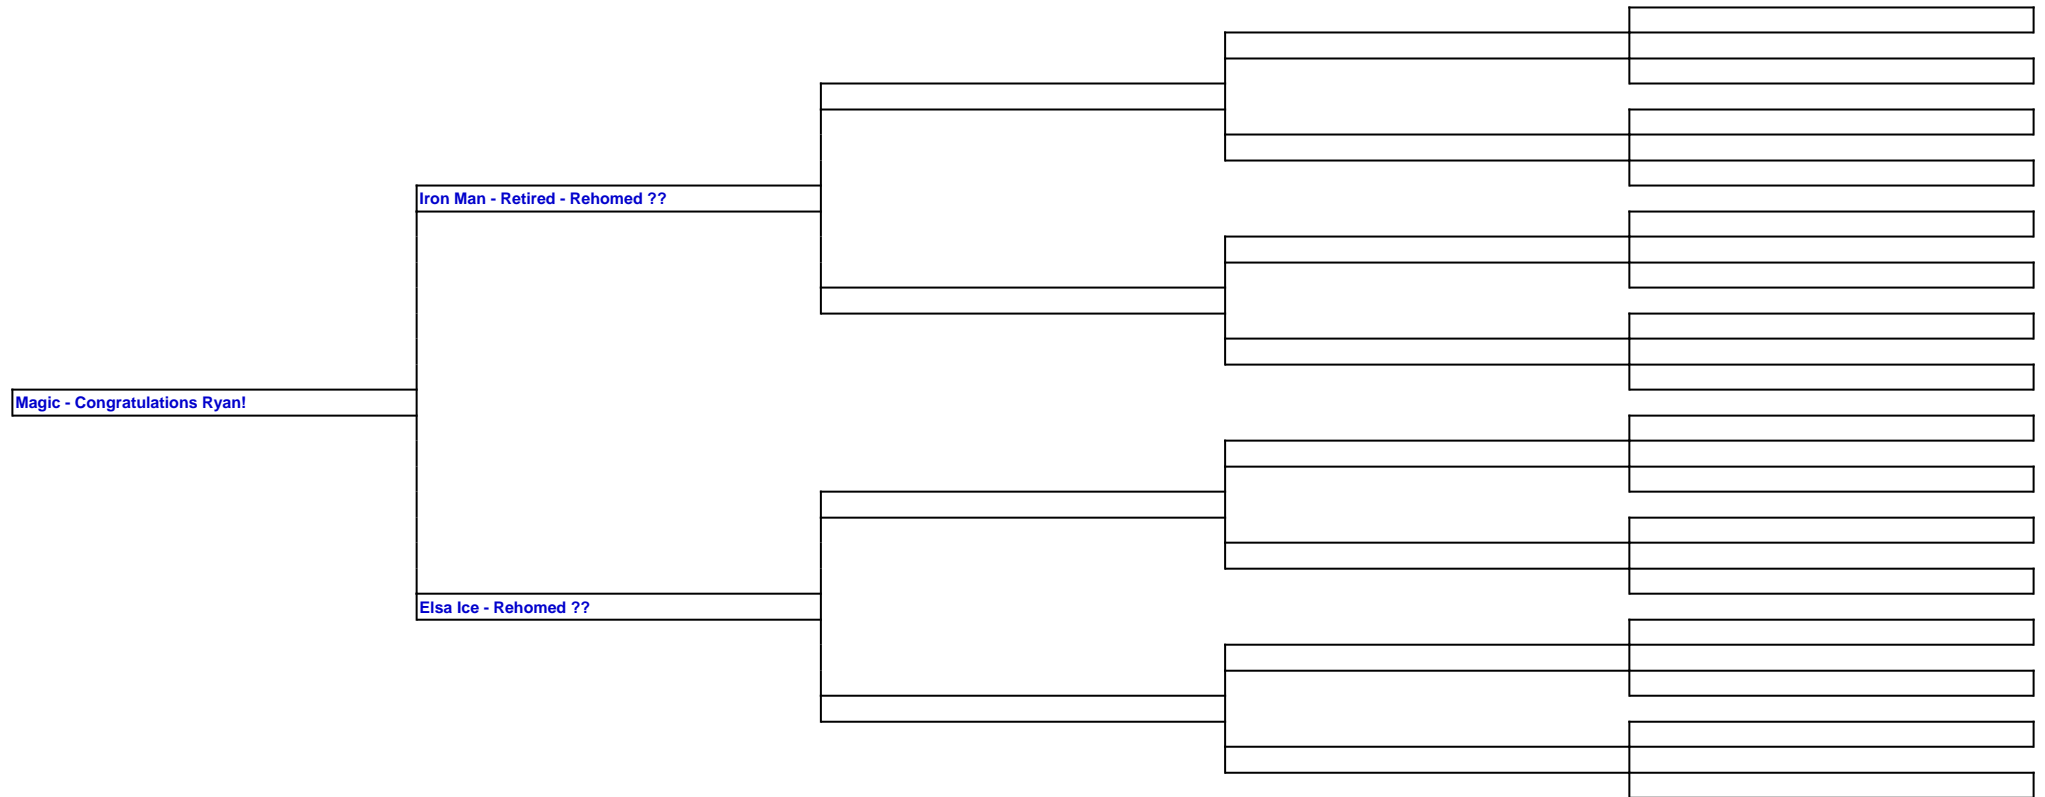 Iron Man - Retired - Rehomed ??
Magic - Congratulations Ryan!
Elsa Ice - Rehomed ??